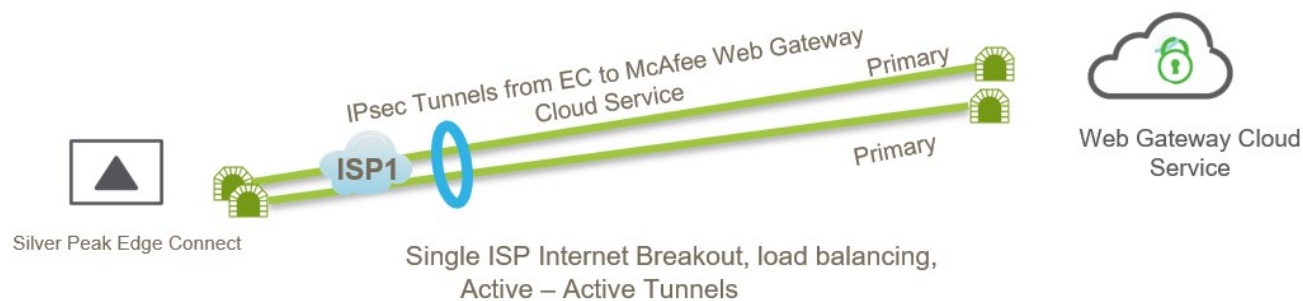 IPsec Tunnels from EC to McAfee Web Gateway
Cloud Service
Primary
ISP1
Primary
Web Gateway Cloud
Service
Silver Peak Edge Connect
Single ISP Internet Breakout, load balancing,
Active – Active Tunnels